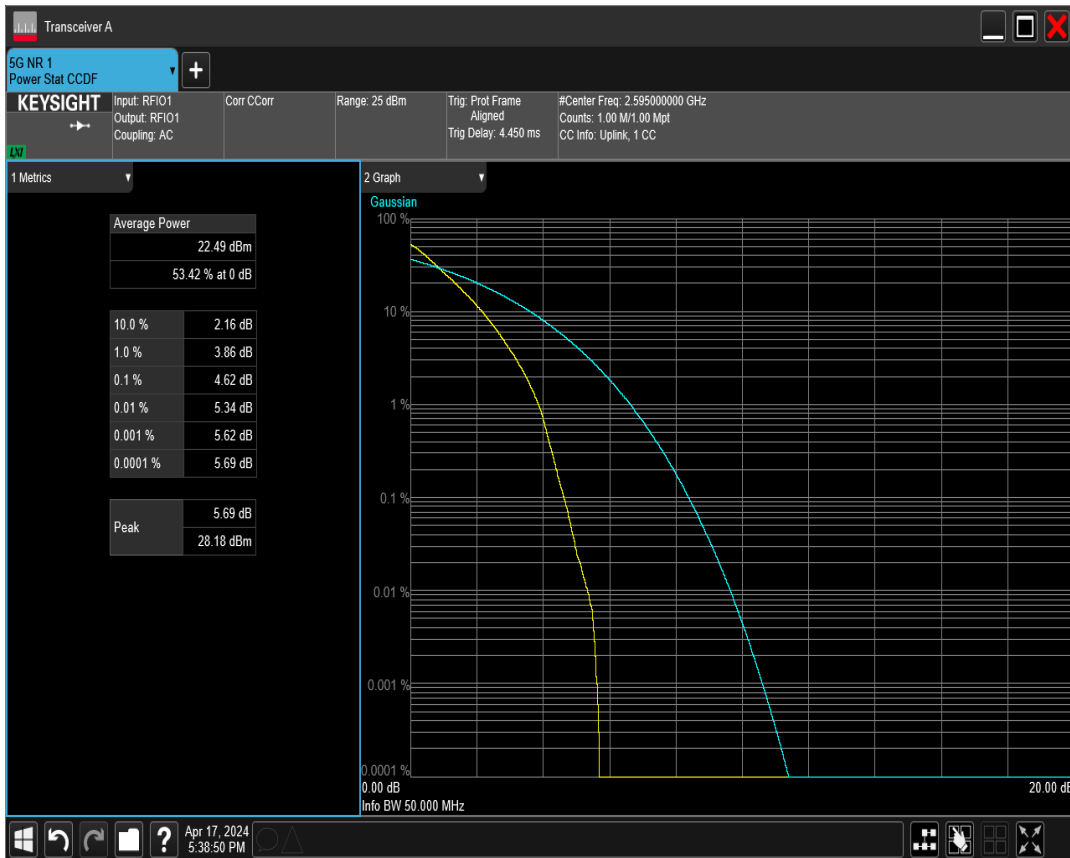 Transceiver A
5G NR 1
Power Stat CCDF
+
KEYSIGHT
LXI
Input: RFIO1
Output: RFIO1
Coupling: AC
Corr CCorr
Range: 25 dBm
Trig: Prot Frame
Aligned
Trig Delay: 4.450 ms
#Center Freq: 2.595000000 GHz
Counts: 1.00 M/1.00 Mpt
CC Info: Uplink, 1 CC
1 Metrics
Average Power
22.49 dBm
53.42 % at 0 dB
10.0 % 2.16 dB
1.0 % 3.86 dB
0.1 % 4.62 dB
0.01 % 5.34 dB
0.001 % 5.62 dB
0.0001 % 5.69 dB
Peak 5.69 dB
28.18 dBm
2 Graph
Gaussian
100 %
10 %
1 %
0.1 %
0.01 %
0.001 %
0.0001 %
0.00 dB 20.00 dB
Info BW 50.000 MHz
?
Apr 17, 2024
5:38:50 PM